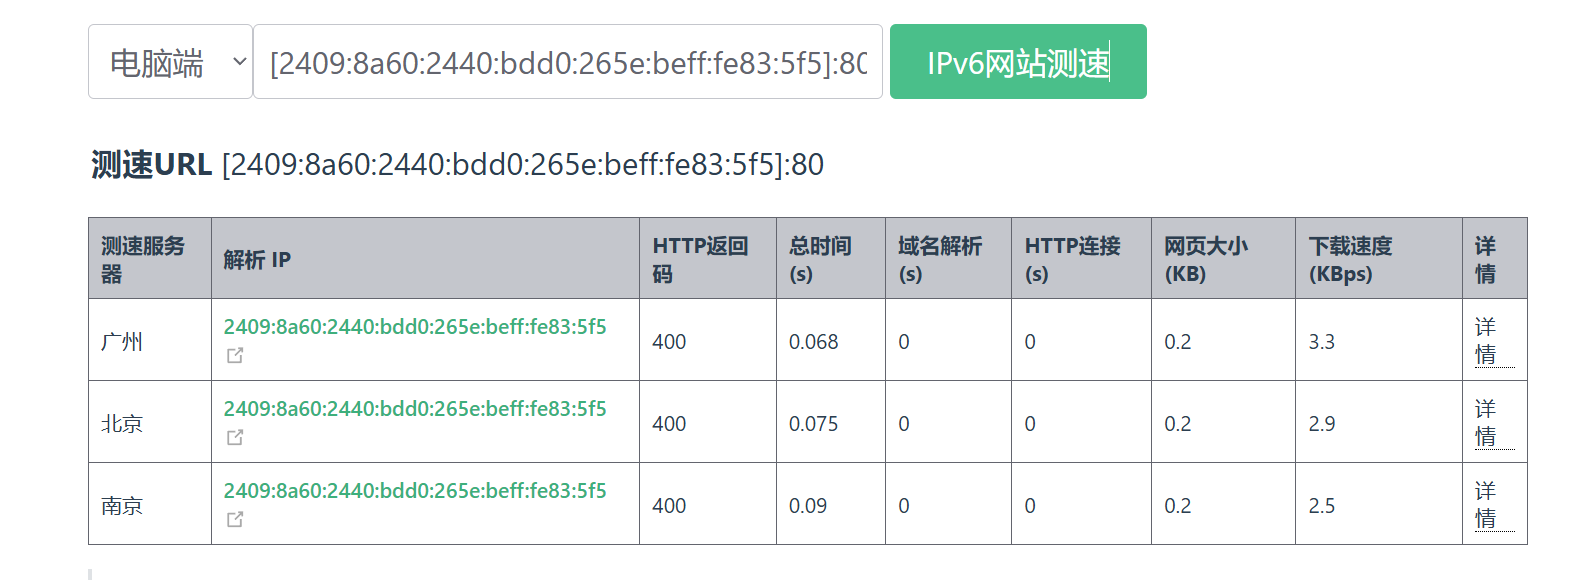 电脑端 [2409:8a60:2440:bdd0:265e:beff:fe83:5f5]:80 IPv6网站测速
测速URL [2409:8a60:2440:bdd0:265e:beff:fe83:5f5]:80
测速服务器 解析 IP HTTP返回码 总时间(s) 域名解析(s) HTTP连接(s) 网页大小(KB) 下载速度(KBps) 详情
广州 2409:8a60:2440:bdd0:265e:beff:fe83:5f5 400 0.068 0 0 0.2 3.3 详情
北京 2409:8a60:2440:bdd0:265e:beff:fe83:5f5 400 0.075 0 0 0.2 2.9 详情
南京 2409:8a60:2440:bdd0:265e:beff:fe83:5f5 400 0.09 0 0 0.2 2.5 详情